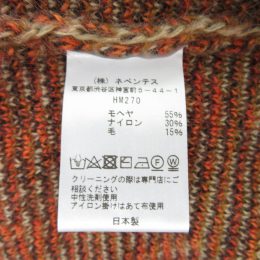 (株) ネペンテス
東京都渋谷区神宮前5-44-1
HM270
モヘヤ 55%
ナイロン 30%
毛 15%
クリーニングの際は専門店にご
相談ください
中性洗剤使用
アイロン掛けはあて布使用
日本製